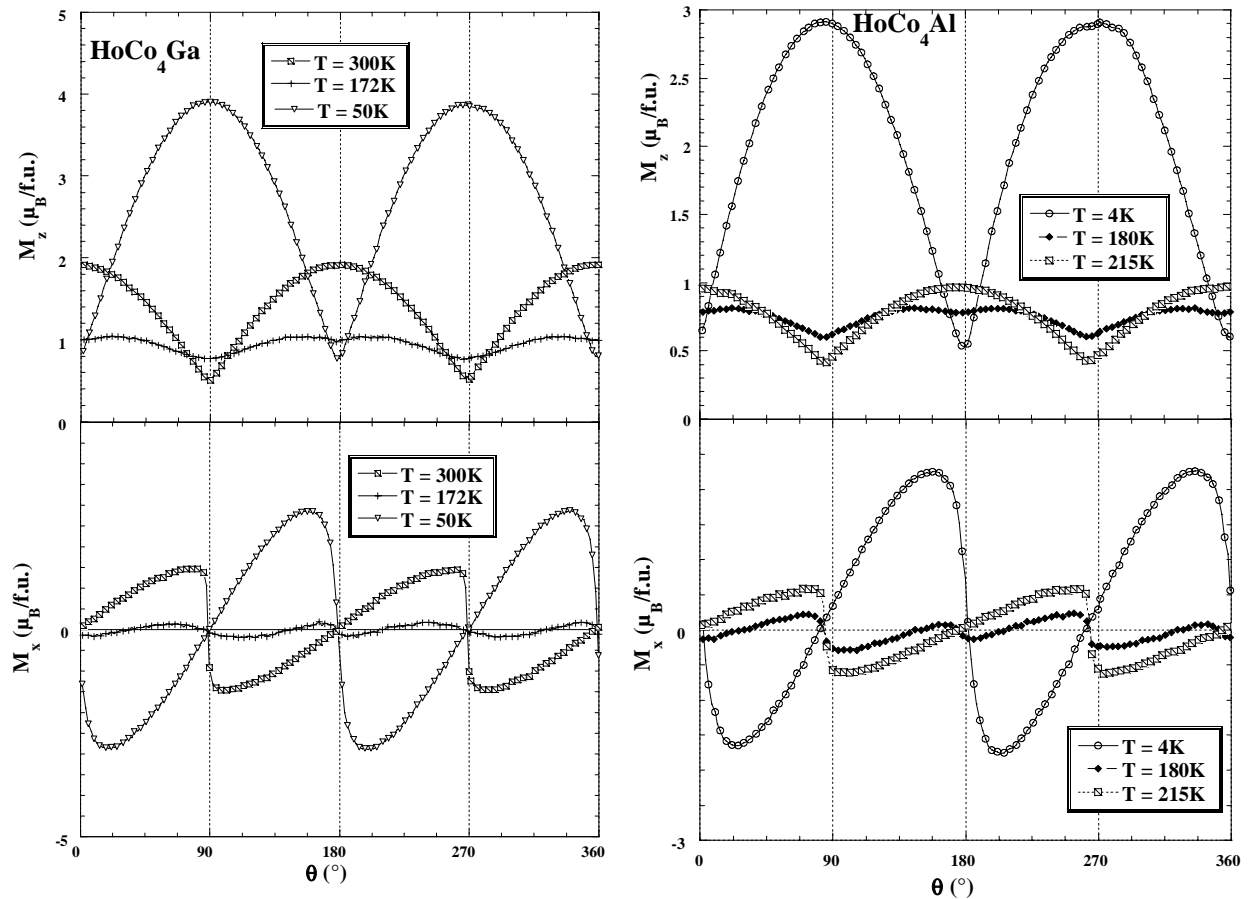 HoCo4Ga
T = 300K
T = 172K
T = 50K
5
4
3
2
1
0
Mz (μB/f.u.)
T = 300K
T = 172K
T = 50K
0
-5
Mx (μB/f.u.)
0 90 180 270 360
θ (°)
HoCo4Al
T = 4K
T = 180K
T = 215K
3
2.5
2
1.5
1
0.5
0
Mz (μB/f.u.)
T = 4K
T = 180K
T = 215K
0
-3
Mx (μB/f.u.)
0 90 180 270 360
θ (°)